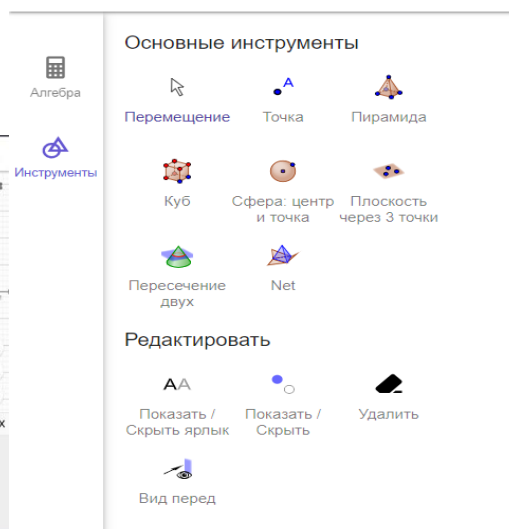 Основные инструменты
Алгебра
Инструменты
Перемещение
A
Точка
Пирамида
Куб
Сфера: центр
и точка
Плоскость
через 3 точки
Пересечение
двух
Net
Редактировать
AA
Показать /
Скрыть ярлык
Показать /
Скрыть
Удалить
Вид перед
x